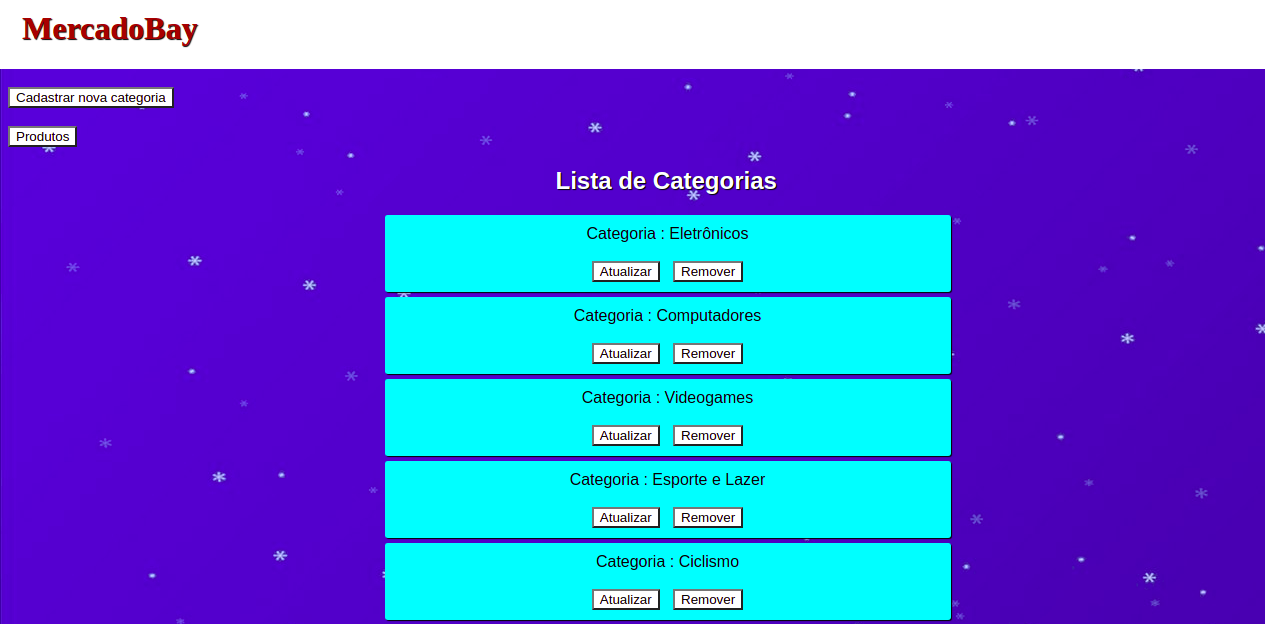 MercadoBay
Cadastrar nova categoria
Produtos
Lista de Categorias
Categoria : Eletrônicos
Atualizar Remover
Categoria : Computadores
Atualizar Remover
Categoria : Videogames
Atualizar Remover
Categoria : Esporte e Lazer
Atualizar Remover
Categoria : Ciclismo
Atualizar Remover